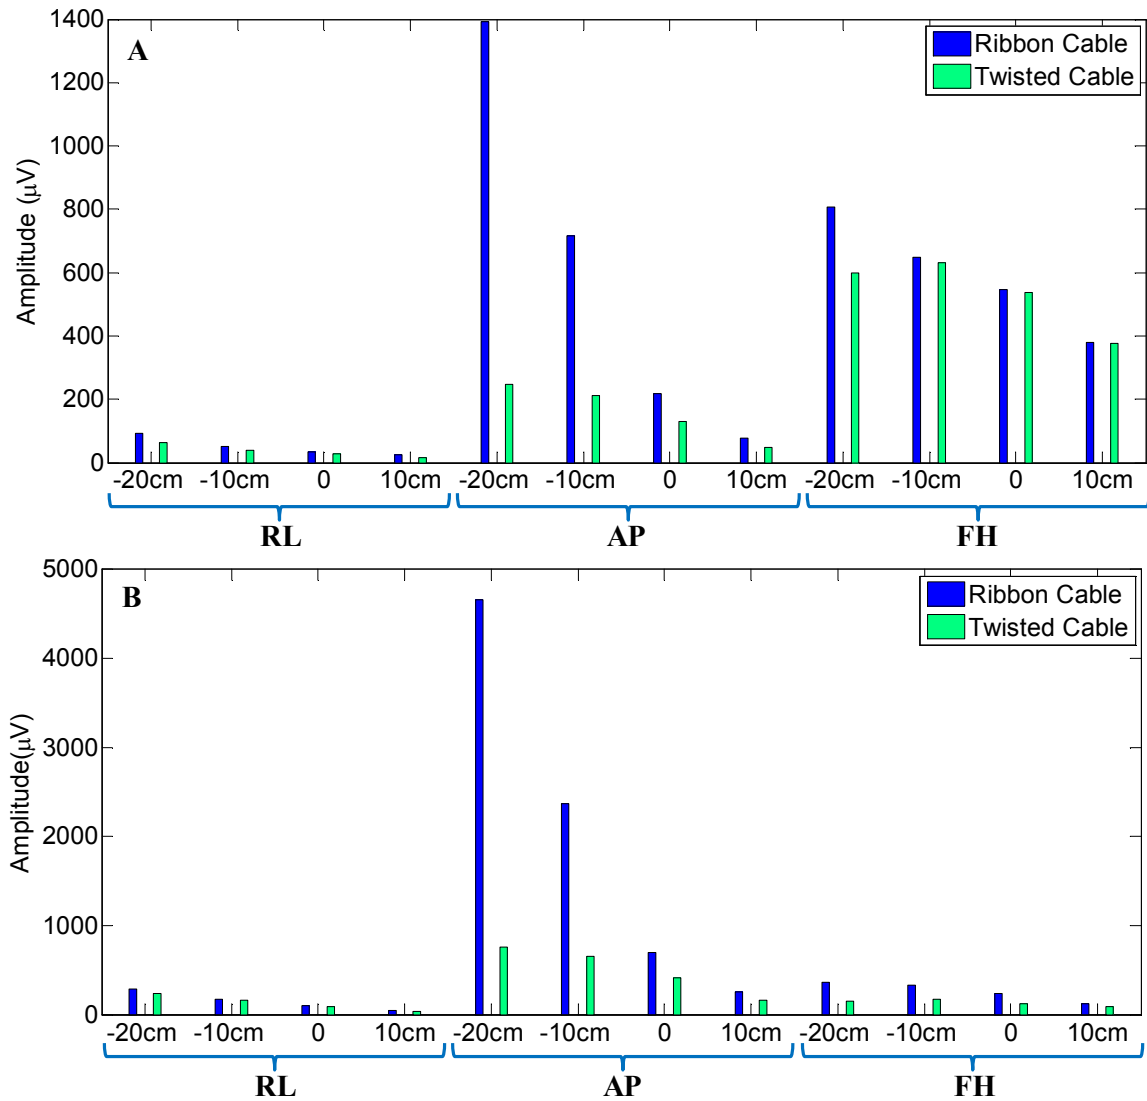 A
Ribbon Cable
Twisted Cable
Amplitude (μV)
1400
1200
1000
800
600
400
200
0
-20cm -10cm 0 10cm -20cm -10cm 0 10cm -20cm -10cm 0 10cm
RL AP FH
B
Ribbon Cable
Twisted Cable
Amplitude(μV)
5000
4000
3000
2000
1000
0
-20cm -10cm 0 10cm -20cm -10cm 0 10cm -20cm -10cm 0 10cm
RL AP FH